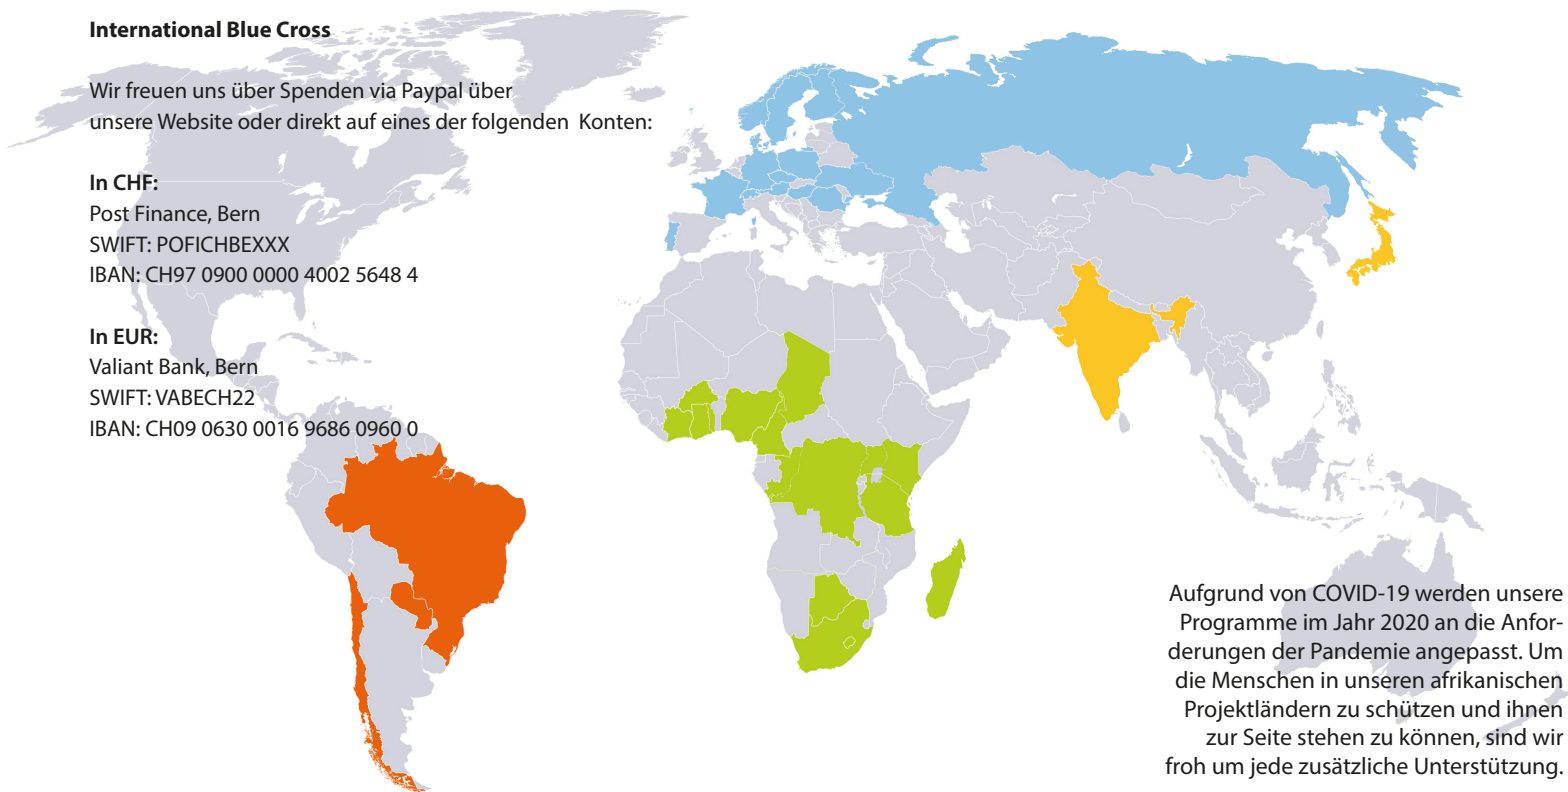 International Blue Cross
Wir freuen uns über Spenden via Paypal über
unsere Website oder direkt auf eines der folgenden Konten:
In CHF:
Post Finance, Bern
SWIFT: POFICHBEXXX
IBAN: CH97 0900 0000 4002 5648 4
In EUR:
Valiant Bank, Bern
SWIFT: VABECH22
IBAN: CH09 0630 0016 9686 0960 0
Aufgrund von COVID-19 werden unsere
Programme im Jahr 2020 an die Anfor-
derungen der Pandemie angepasst. Um
die Menschen in unseren afrikanischen
Projektländern zu schützen und ihnen
zur Seite stehen zu können, sind wir
froh um jede zusätzliche Unterstützung.